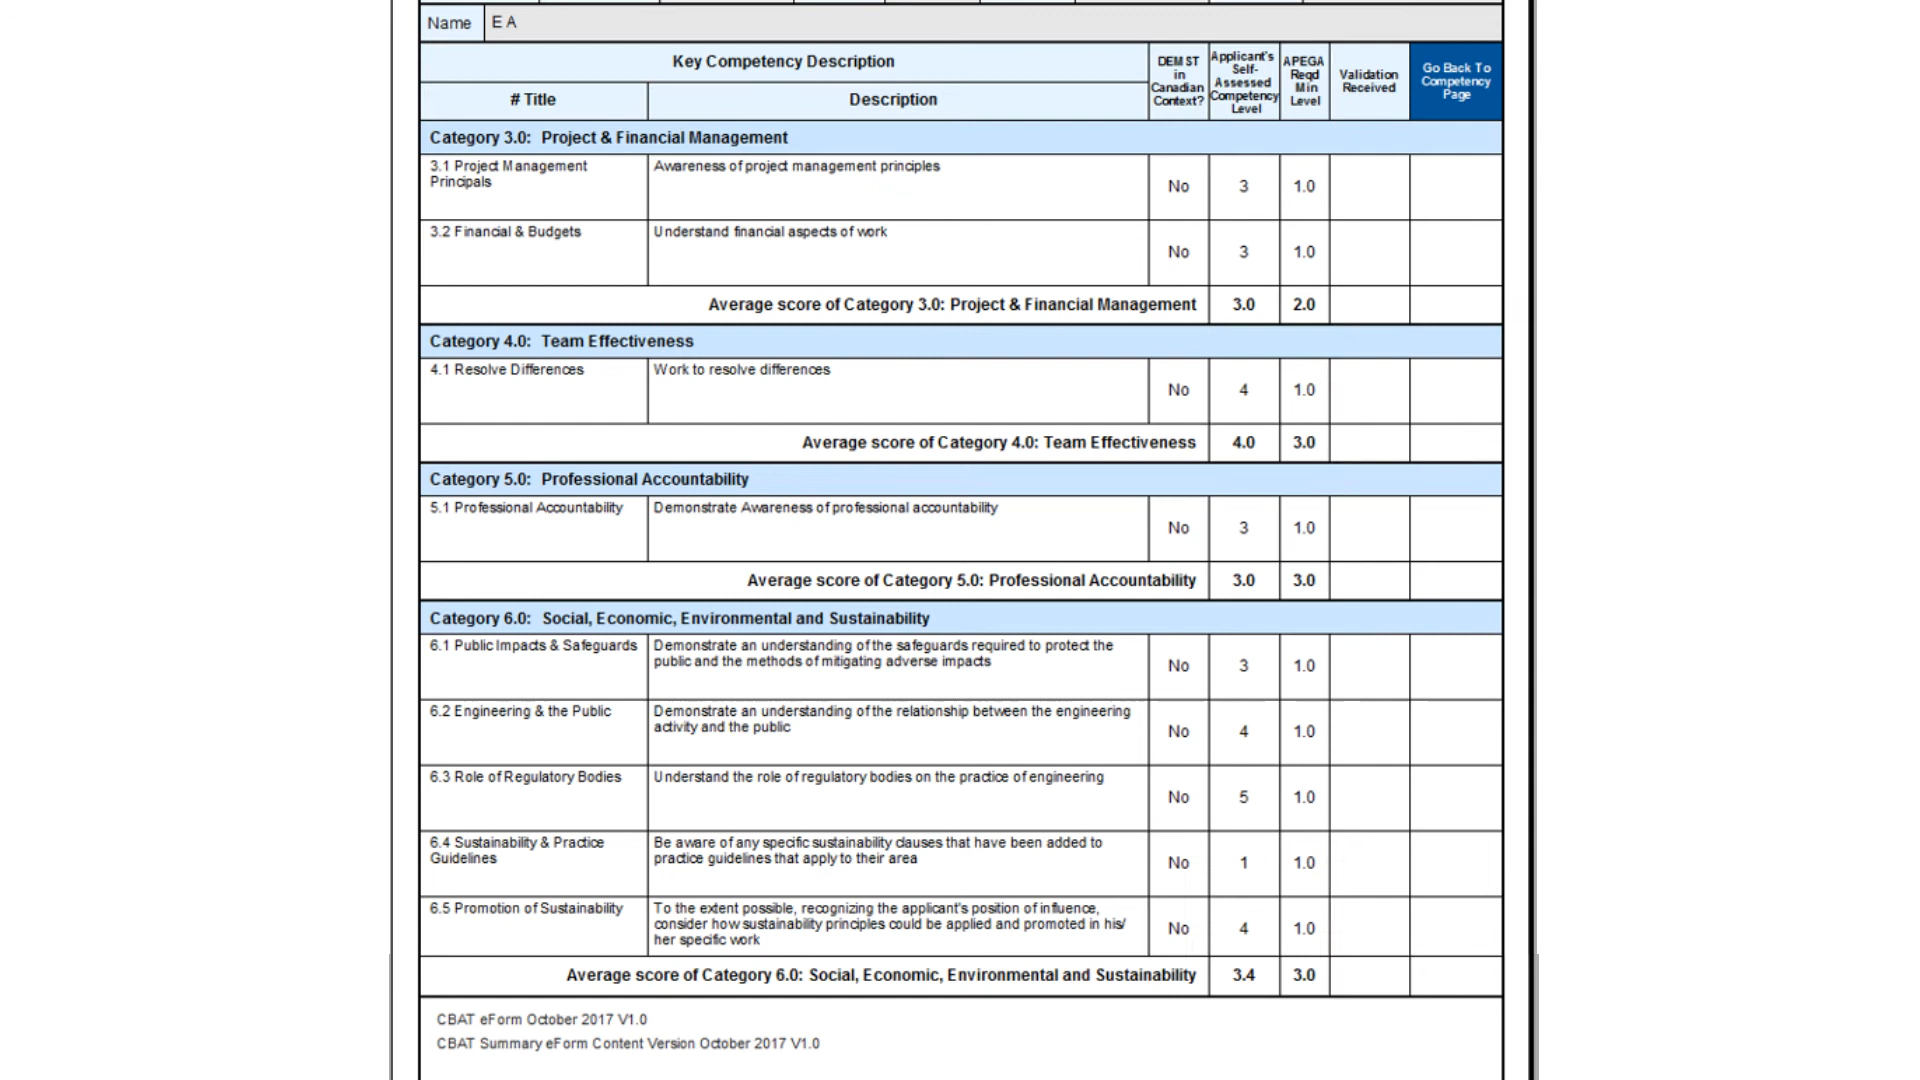 Name E A
Key Competency Description
# Title
Description
DEMST
in
Canadian
Context?
Applicant's
Self-
Assessed
Competency
Level
APEGA
Reqd
Min
Level
Validation
Received
Go Back To
Competency
Page
Category 3.0: Project & Financial Management
3.1 Project Management
Principals
Awareness of project management principles
No 3 1.0
3.2 Financial & Budgets
Understand financial aspects of work
No 3 1.0
Average score of Category 3.0: Project & Financial Management 3.0 2.0
Category 4.0: Team Effectiveness
4.1 Resolve Differences
Work to resolve differences
No 4 1.0
Average score of Category 4.0: Team Effectiveness 4.0 3.0
Category 5.0: Professional Accountability
5.1 Professional Accountability
Demonstrate Awareness of professional accountability
No 3 1.0
Average score of Category 5.0: Professional Accountability 3.0 3.0
Category 6.0: Social, Economic, Environmental and Sustainability
6.1 Public Impacts & Safeguards
Demonstrate an understanding of the safeguards required to protect the
public and the methods of mitigating adverse impacts
No 3 1.0
6.2 Engineering & the Public
Demonstrate an understanding of the relationship between the engineering
activity and the public
No 4 1.0
6.3 Role of Regulatory Bodies
Understand the role of regulatory bodies on the practice of engineering
No 5 1.0
6.4 Sustainability & Practice
Guidelines
Be aware of any specific sustainability clauses that have been added to
practice guidelines that apply to their area
No 1 1.0
6.5 Promotion of Sustainability
To the extent possible, recognizing the applicant's position of influence,
consider how sustainability principles could be applied and promoted in his/
her specific work
No 4 1.0
Average score of Category 6.0: Social, Economic, Environmental and Sustainability 3.4 3.0
CBAT eForm October 2017 V1.0
CBAT Summary eForm Content Version October 2017 V1.0